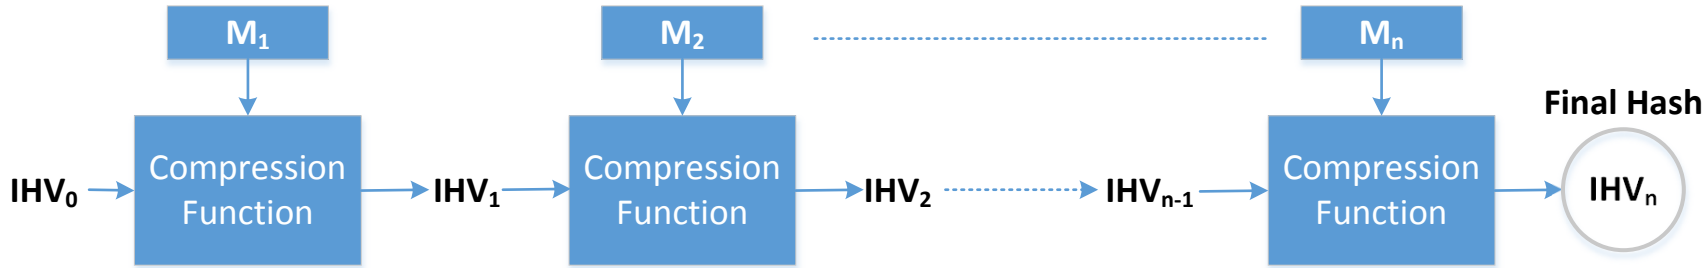 M₁
M₂
Mₙ
Final Hash
IHV₀
Compression
Function
IHV₁
Compression
Function
IHV₂
IHVₙ₋₁
Compression
Function
IHVₙ